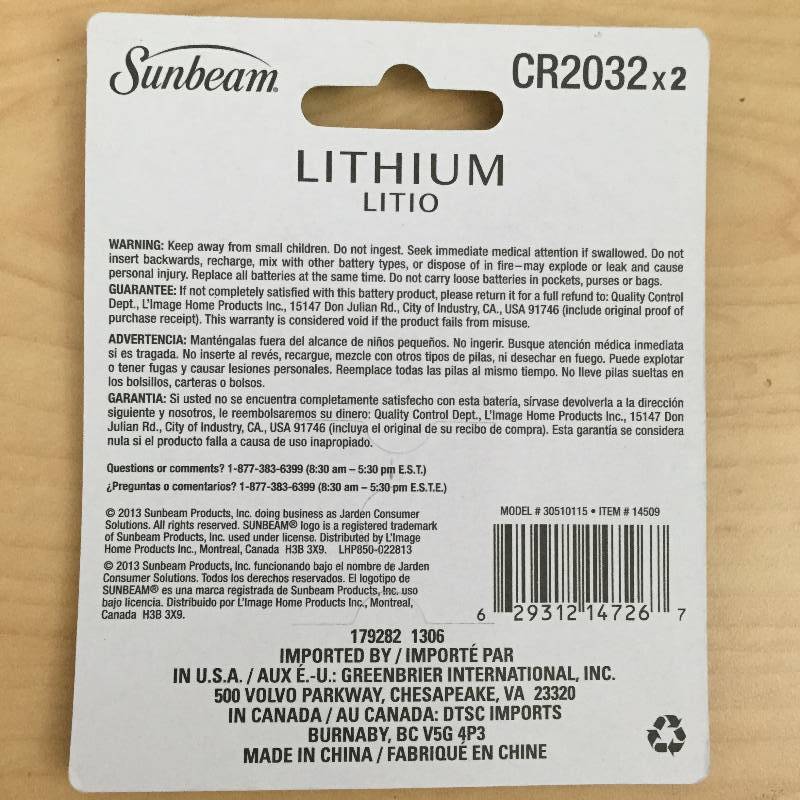 Sunbeam®
CR2032 x 2
LITHIUM
LITIO
WARNING: Keep away from small children. Do not ingest. Seek immediate medical attention if swallowed. Do not
insert backwards, recharge, mix with other battery types, or dispose of in fire–may explode or leak and cause
personal injury. Replace all batteries at the same time. Do not carry loose batteries in pockets, purses or bags.
GUARANTEE: If not completely satisfied with this battery product, please return it for a full refund to: Quality Control
Dept., L'Image Home Products Inc., 15147 Don Julian Rd., City of Industry, CA., USA 91746 (include original proof of
purchase receipt). This warranty is considered void if the product fails from misuse.
ADVERTENCIA: Manténgalas fuera del alcance de niños pequeños. No ingerir. Busque atención médica inmediata
si es tragada. No inserte al revés, recargue, mezcle con otros tipos de pilas, ni desechar en fuego. Puede explotar
o tener fugas y causar lesiones personales. Reemplace todas las pilas al mismo tiempo. No lleve pilas sueltas en
los bolsillos, carteras o bolsos.
GARANTIA: Si usted no se encuentra completamente satisfecho con esta batería, sírvase devolverla a la dirección
siguiente y nosotros, le reembolsaremos su dinero: Quality Control Dept., L'Image Home Products Inc., 15147 Don
Julian Rd., City of Industry, CA., USA 91746 (incluya el original de su recibo de compra). Esta garantía se considera
nula si el producto falla a causa de uso inapropiado.
Questions or comments? 1-877-383-6399 (8:30 am – 5:30 pm E.S.T.)
¿Preguntas o comentarios? 1-877-383-6399 (8:30 am – 5:30 pm E.S.T.E.)
© 2013 Sunbeam Products, Inc. doing business as Jarden Consumer
Solutions. All rights reserved. SUNBEAM® logo is a registered trademark
of Sunbeam Products, Inc. used under license. Distributed by L'Image
Home Products Inc., Montreal, Canada H3B 3X9. LHP850-022813
© 2013 Sunbeam Products, Inc. funcionando bajo el nombre de Jarden
Consumer Solutions. Todos los derechos reservados. El logotipo de
SUNBEAM® es una marca registrada de Sunbeam Products, Inc. uso
bajo licencia. Distribuido por L'Image Home Products Inc., Montreal,
Canada H3B 3X9.
MODEL # 30510115 • ITEM # 14509
6 29312 14726 7
179282 1306
IMPORTED BY / IMPORTÉ PAR
IN U.S.A. / AUX É.-U.: GREENBRIER INTERNATIONAL, INC.
500 VOLVO PARKWAY, CHESAPEAKE, VA 23320
IN CANADA / AU CANADA: DTSC IMPORTS
BURNABY, BC V5G 4P3
MADE IN CHINA / FABRIQUÉ EN CHINE